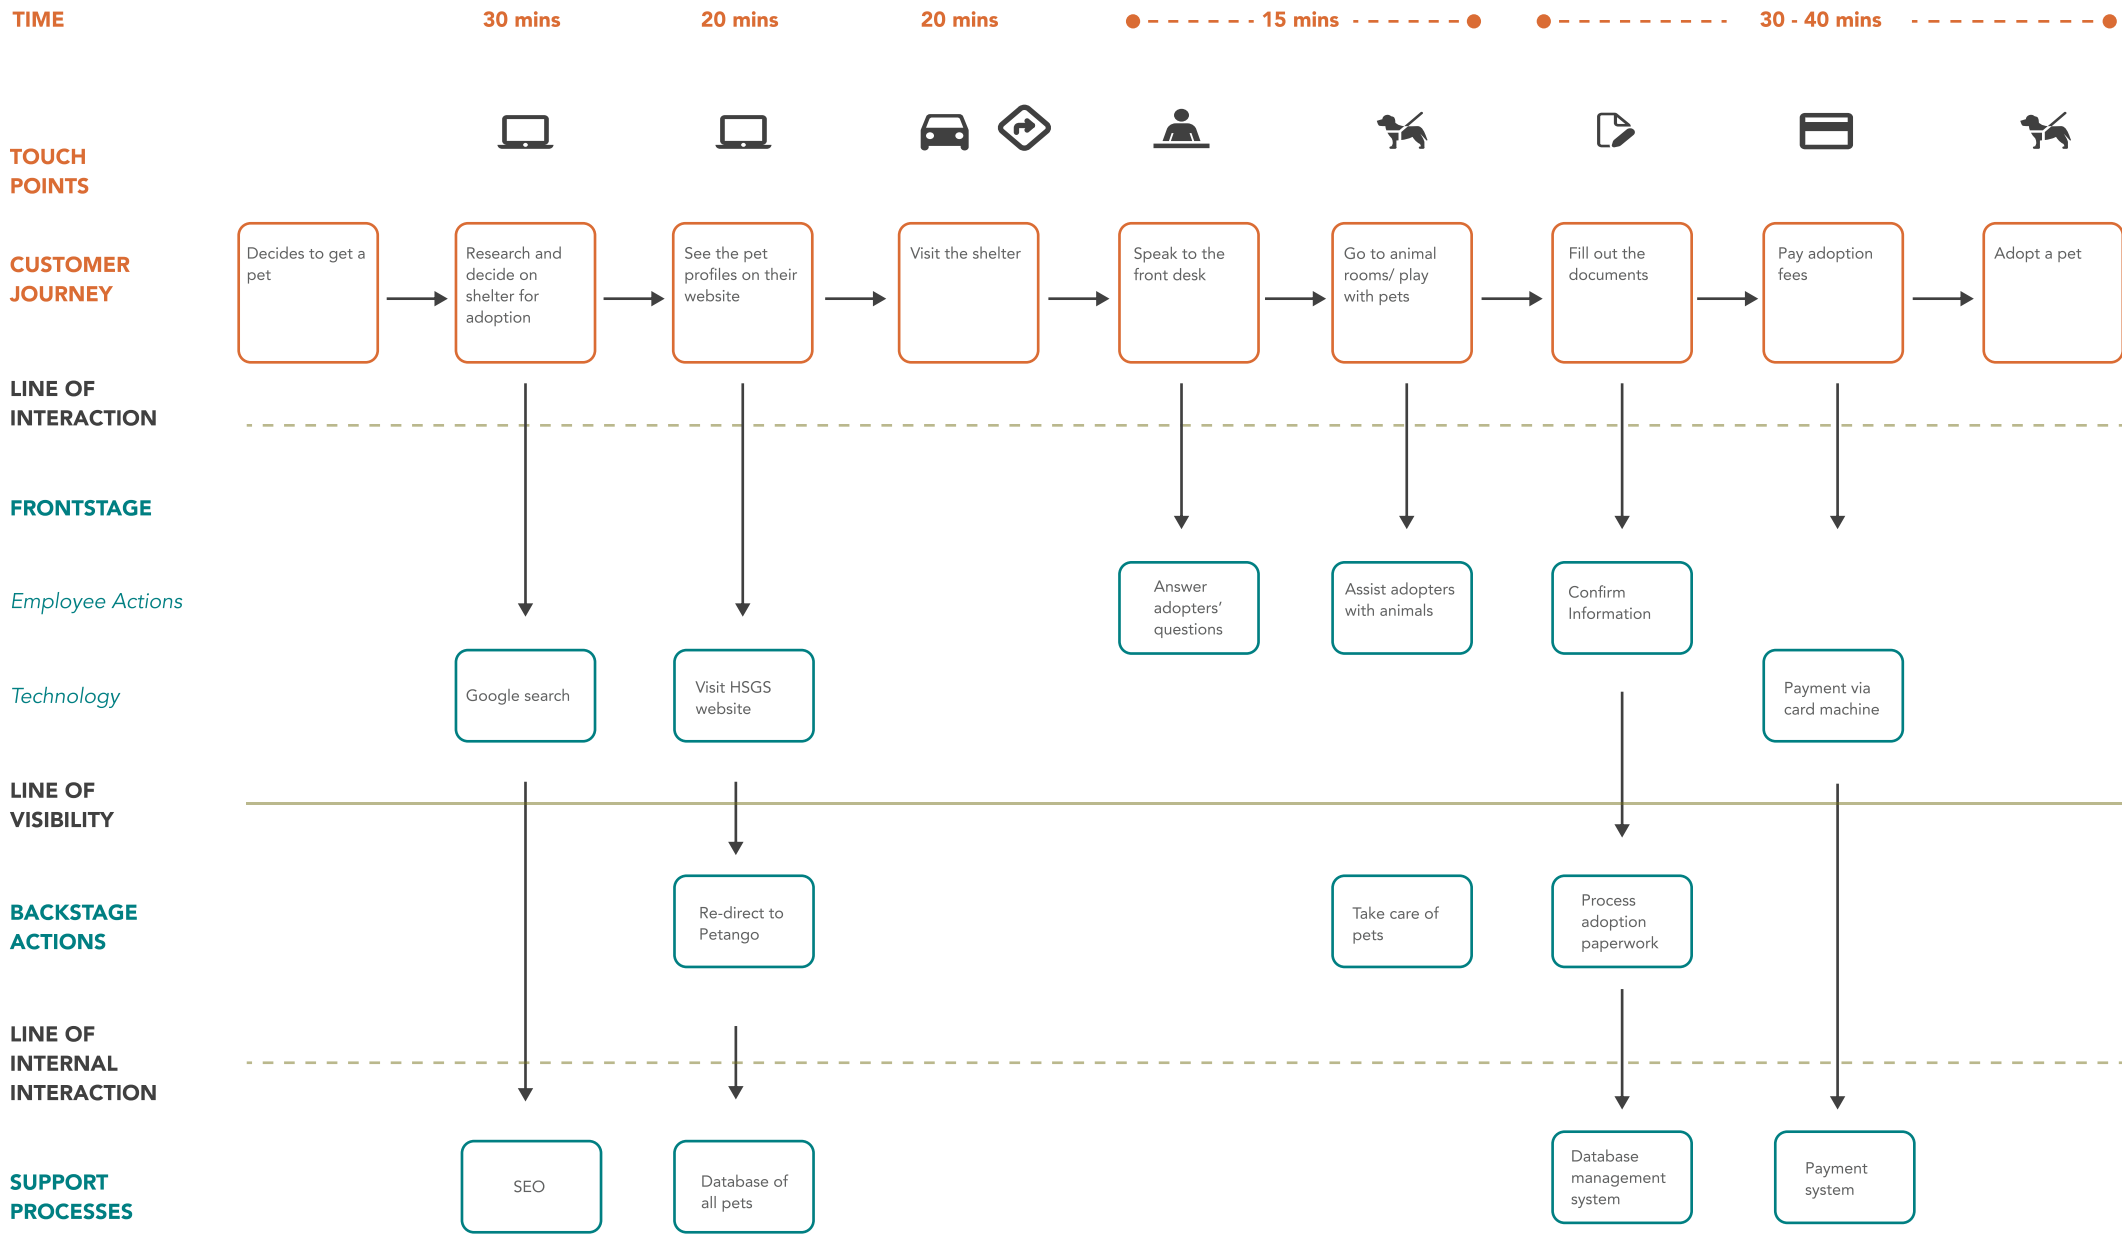 TIME
30 mins
20 mins
20 mins
15 mins
30 - 40 mins
TOUCH
POINTS
CUSTOMER
JOURNEY
Decides to get a
pet
Research and
decide on
shelter for
adoption
See the pet
profiles on their
website
Visit the shelter
Speak to the
front desk
Go to animal
rooms/ play
with pets
Fill out the
documents
Pay adoption
fees
Adopt a pet
LINE OF
INTERACTION
FRONTSTAGE
Employee Actions
Answer
adopters’
questions
Assist adopters
with animals
Confirm
Information
Technology
Google search
Visit HSGS
website
Payment via
card machine
LINE OF
VISIBILITY
BACKSTAGE
ACTIONS
Re-direct to
Petango
Take care of
pets
Process
adoption
paperwork
LINE OF
INTERNAL
INTERACTION
SUPPORT
PROCESSES
SEO
Database of
all pets
Database
management
system
Payment
system